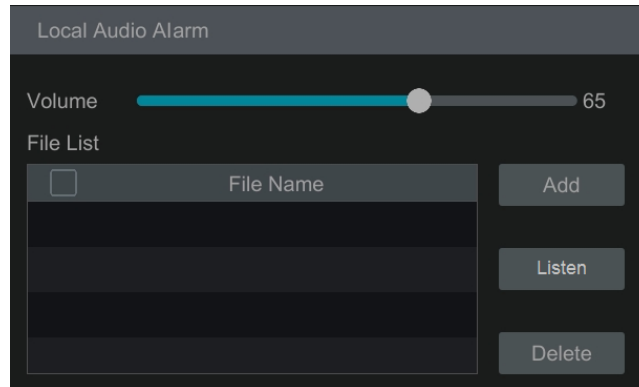 Local Audio Alarm
Volume 65
File List
File Name
Add
Listen
Delete